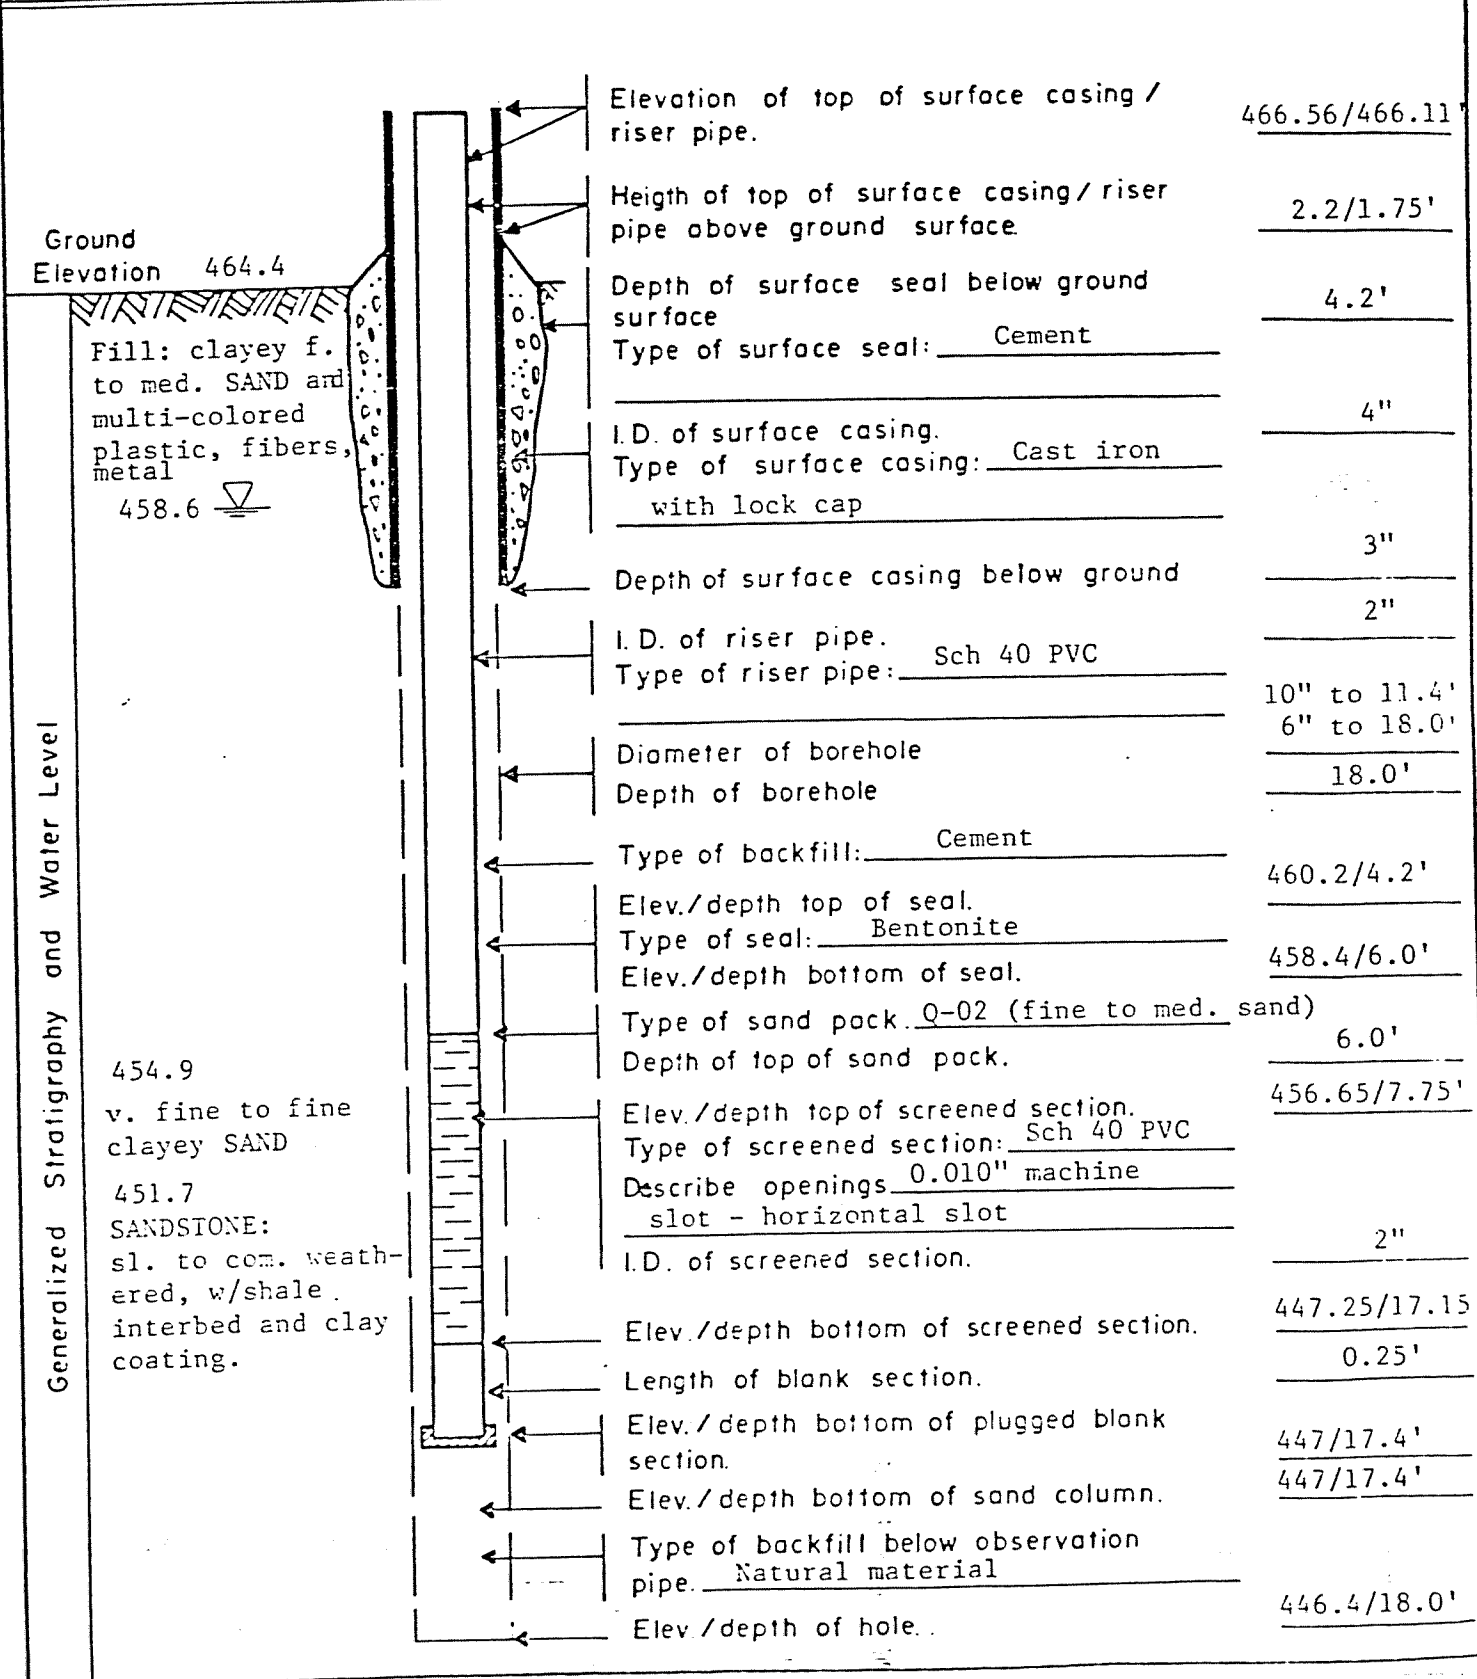 Elevation of top of surface casing /
riser pipe.
466.56/466.11'
Heigth of top of surface casing / riser
pipe above ground surface.
2.2/1.75'
Ground
Elevation 464.4
Depth of surface seal below ground
surface
4.2'
Type of surface seal: Cement
Fill: clayey f.
to med. SAND and
multi-colored
plastic, fibers,
metal
458.6
I.D. of surface casing.
4"
Type of surface casing: Cast iron
with lock cap
Depth of surface casing below ground
3"
I.D. of riser pipe.
2"
Type of riser pipe: Sch 40 PVC
10" to 11.4'
6" to 18.0'
Diameter of borehole
Depth of borehole
18.0'
Type of backfill: Cement
Elev./depth top of seal.
460.2/4.2'
Type of seal: Bentonite
Elev./depth bottom of seal.
458.4/6.0'
Type of sand pack. Q-02 (fine to med. sand)
Depth of top of sand pack.
6.0'
Elev./depth top of screened section.
456.65/7.75'
Type of screened section: Sch 40 PVC
Describe openings 0.010" machine
slot - horizontal slot
I.D. of screened section.
2"
Elev./depth bottom of screened section.
447.25/17.15
Length of blank section.
0.25'
Elev./depth bottom of plugged blank
section.
447/17.4'
Elev./depth bottom of sand column.
447/17.4'
Type of backfill below observation
pipe. Natural material
Elev./depth of hole.
446.4/18.0'
454.9
v. fine to fine
clayey SAND
451.7
SANDSTONE:
sl. to com. weath-
ered, w/shale
interbed and clay
coating.
Generalized Stratigraphy and Water Level